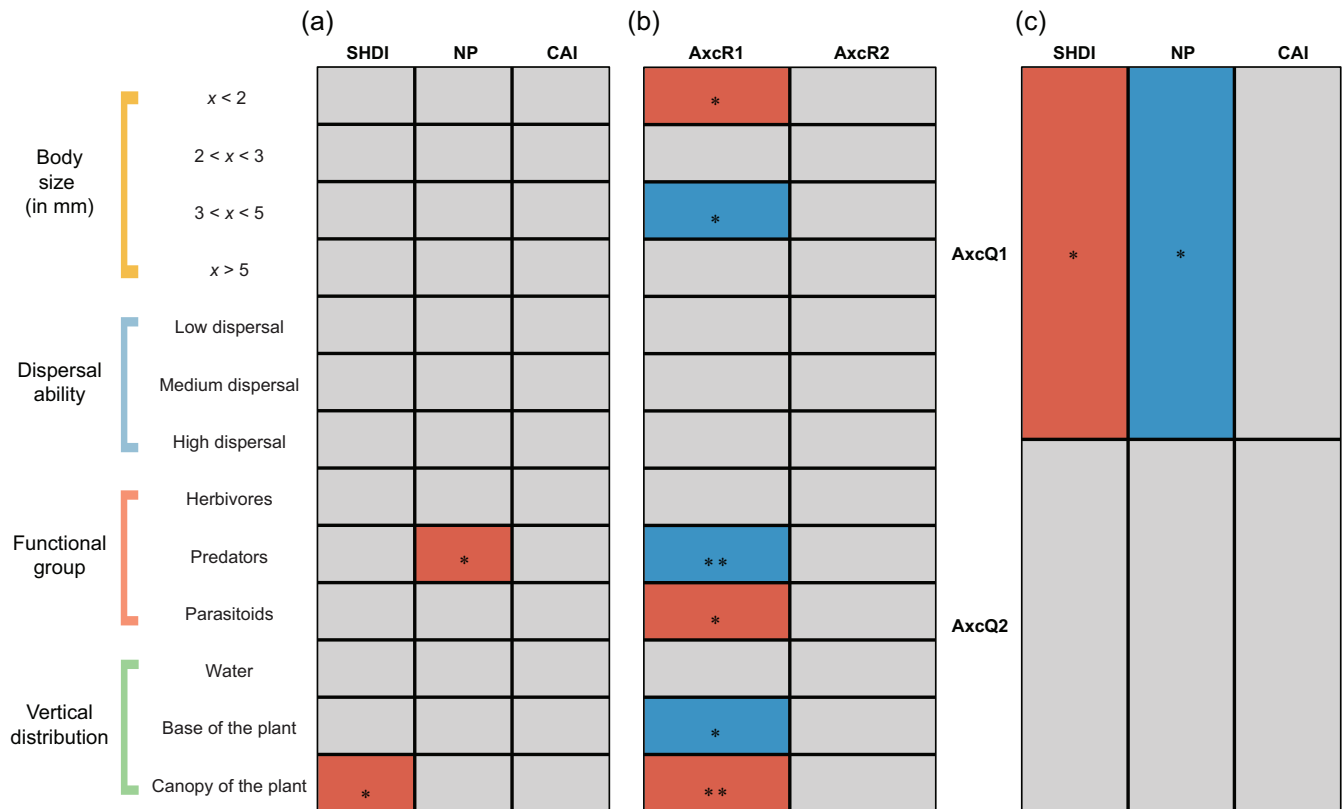 (a) (b) (c)
SHDI NP CAI AxcR1 AxcR2 SHDI NP CAI
x < 2 *
Body
size
(in mm)
2 < x < 3
3 < x < 5 *
x > 5
AxcQ1 * *
Dispersal
ability
Low dispersal
Medium dispersal
High dispersal
Functional
group
Herbivores
Predators * **
Parasitoids *
AxcQ2
Vertical
distribution
Water
Base of the plant *
Canopy of the plant * **